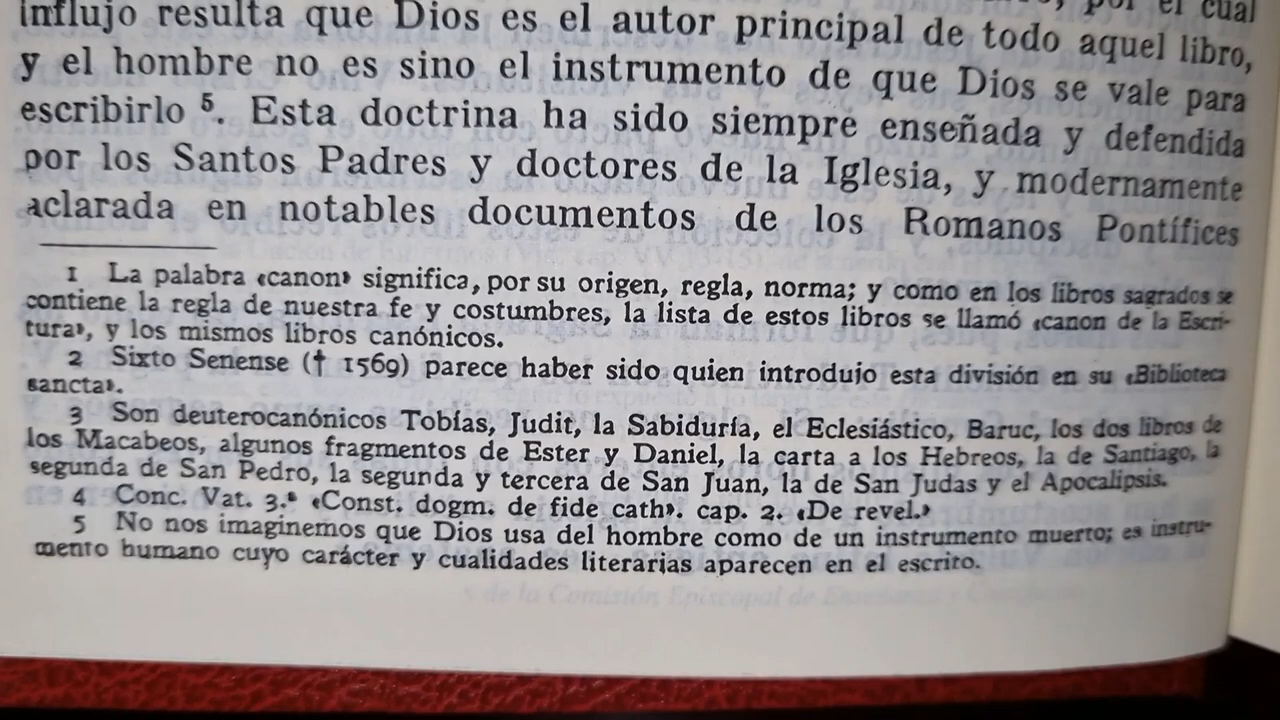 influjo resulta que Dios es el autor principal de todo aquel libro,
y el hombre no es sino el instrumento de que Dios se vale para
escribirlo ⁵. Esta doctrina ha sido siempre enseñada y defendida
por los Santos Padres y doctores de la Iglesia, y modernamente
aclarada en notables documentos de los Romanos Pontífices
1 La palabra «canon» significa, por su origen, regla, norma; y como en los libros sagrados se
contiene la regla de nuestra fe y costumbres, la lista de estos libros se llamó «canon de la Escri-
tura», y los mismos libros canónicos.
2 Sixto Senense († 1569) parece haber sido quien introdujo esta división en su «Biblioteca
sancta».
3 Son deuterocanónicos Tobías, Judit, la Sabiduría, el Eclesiástico, Baruc, los dos libros de
los Macabeos, algunos fragmentos de Ester y Daniel, la carta a los Hebreos, la de Santiago, la
segunda de San Pedro, la segunda y tercera de San Juan, la de San Judas y el Apocalipsis.
4 Conc. Vat. 3.ª «Const. dogm. de fide cath». cap. 2. «De revel.»
5 No nos imaginemos que Dios usa del hombre como de un instrumento muerto; es instru-
mento humano cuyo carácter y cualidades literarias aparecen en el escrito.